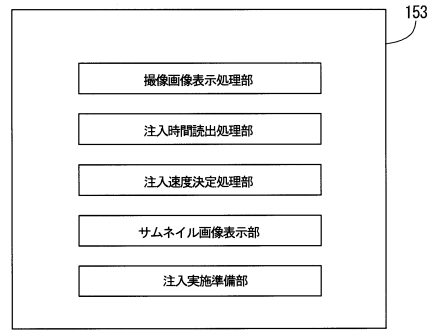 153
撮像画像表示処理部
注入時間読出処理部
注入速度決定処理部
サムネイル画像表示部
注入実施準備部